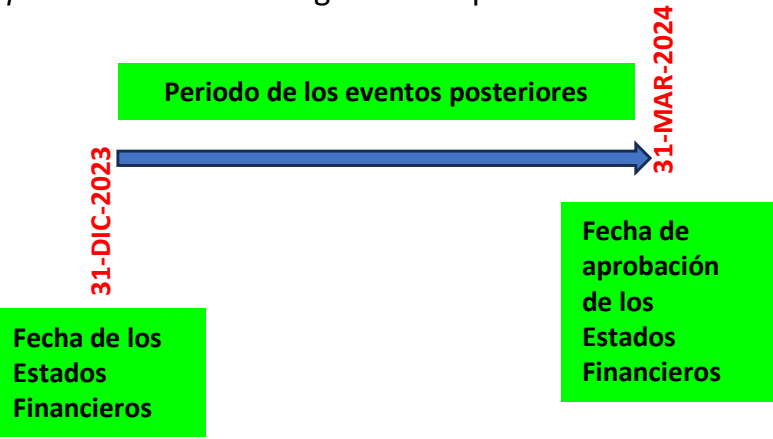 Periodo de los eventos posteriores
31-MAR-2024
31-DIC-2023
Fecha de
aprobación
de los
Estados
Financieros
Fecha de los
Estados
Financieros